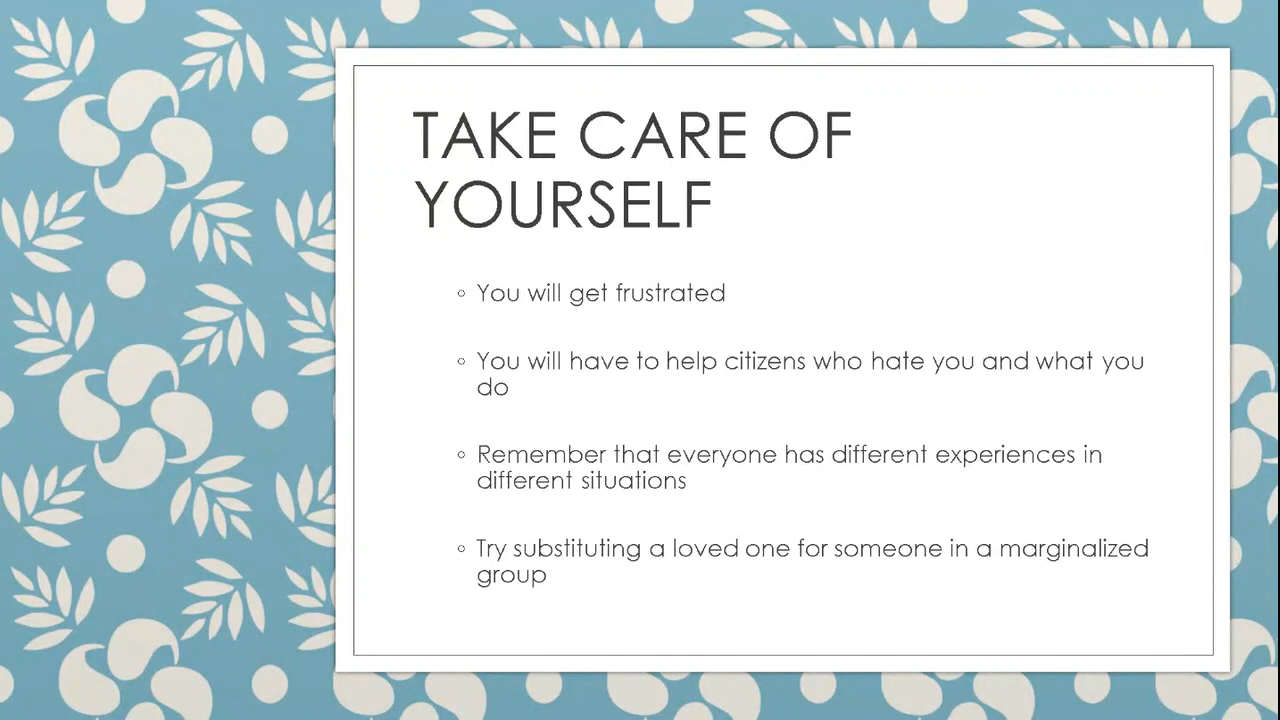 TAKE CARE OF
YOURSELF
◦ You will get frustrated
◦ You will have to help citizens who hate you and what you
do
◦ Remember that everyone has different experiences in
different situations
◦ Try substituting a loved one for someone in a marginalized
group